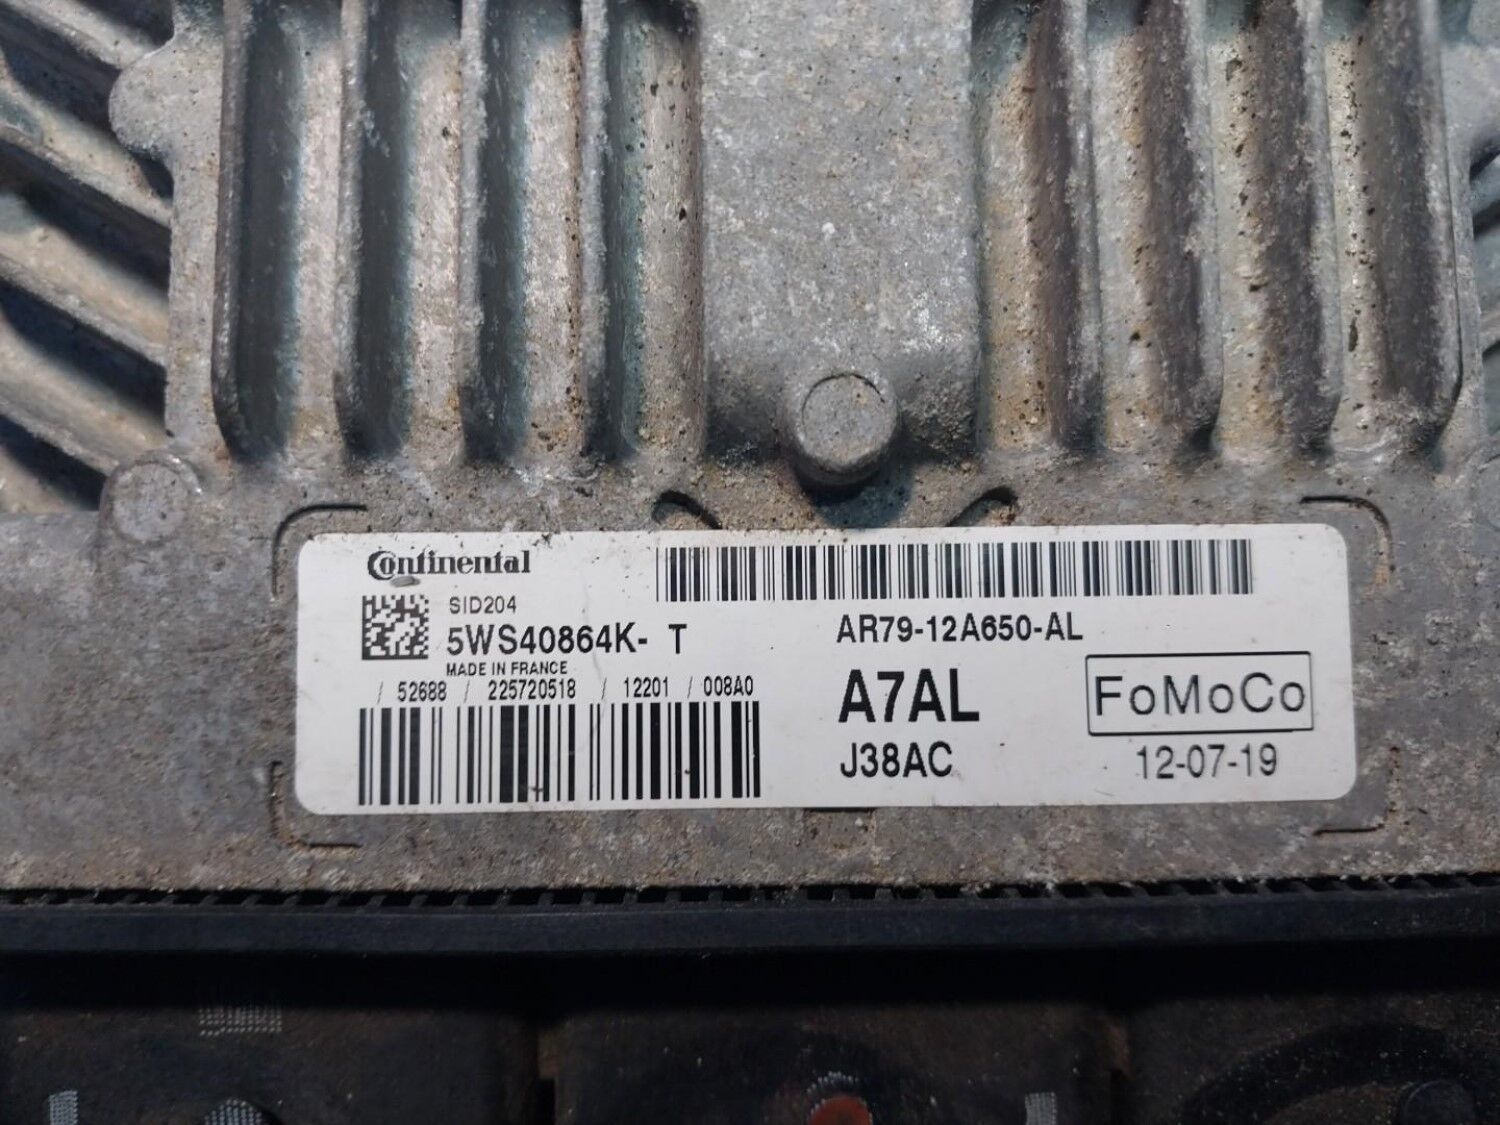 Continental
SID204
5WS40864K- T
MADE IN FRANCE
/ 52688 / 225720518 / 12201 / 008A0
AR79-12A650-AL
A7AL
FoMoCo
J38AC
12-07-19